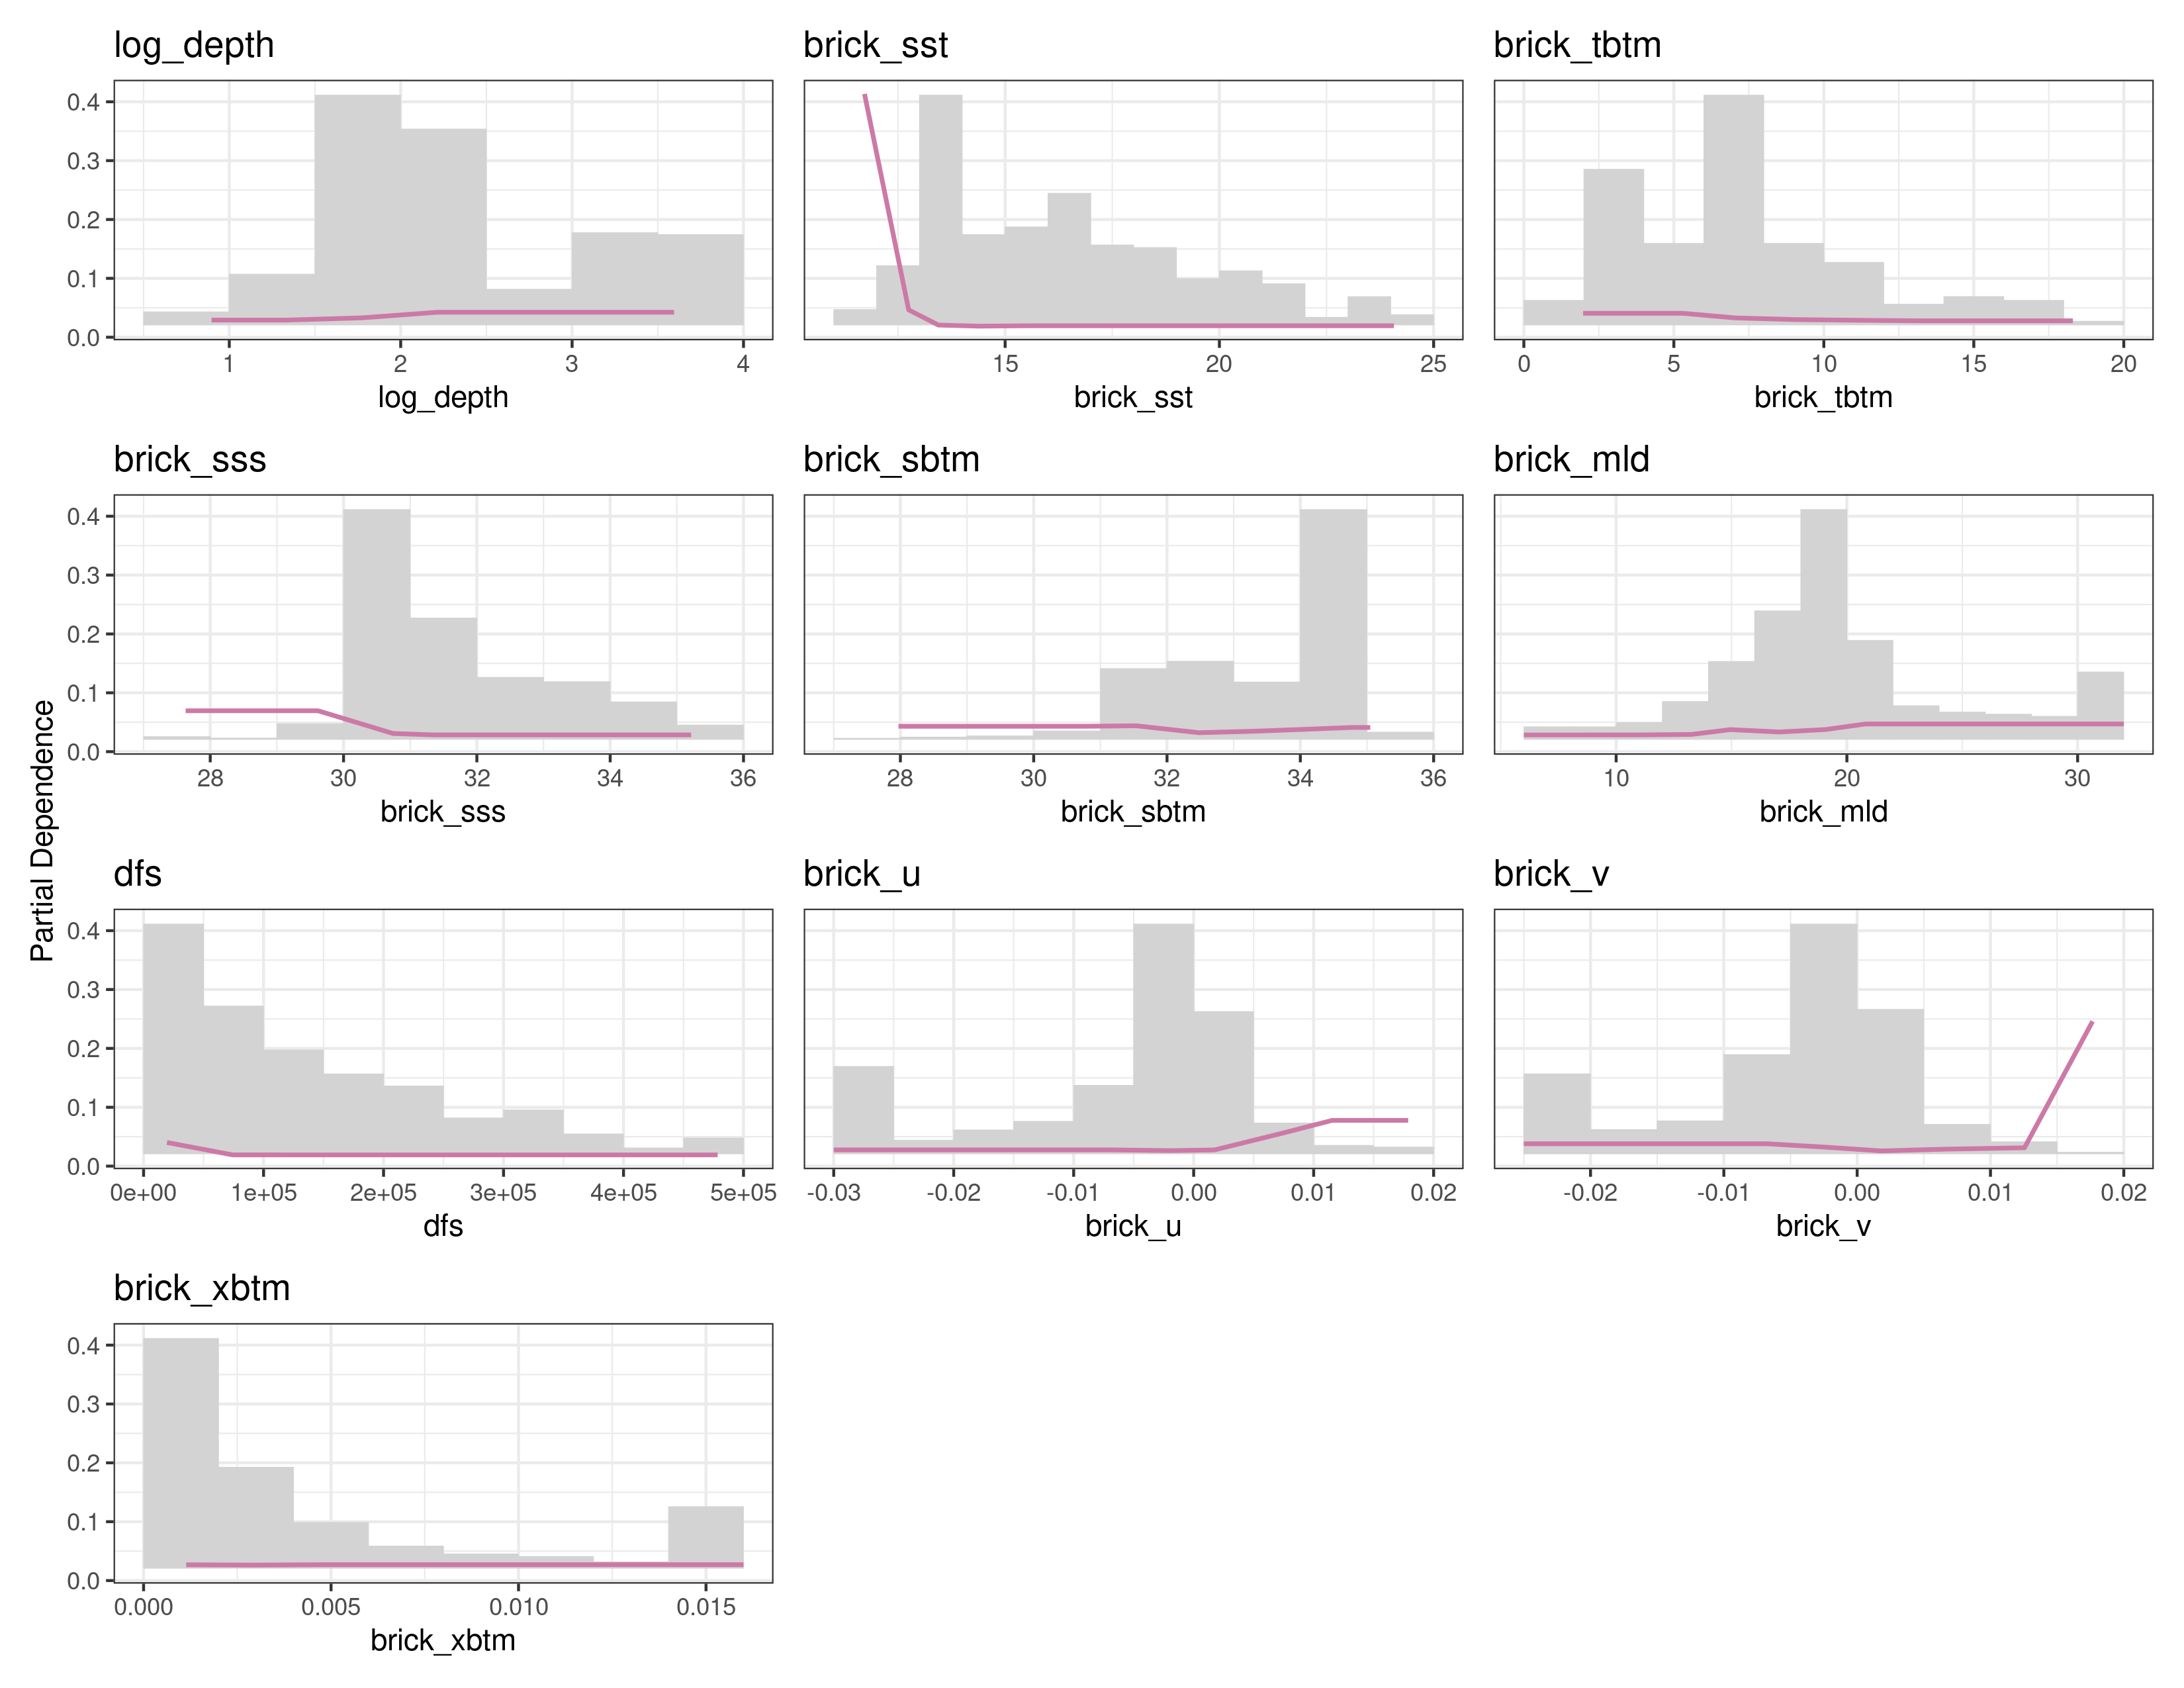 log_depth
brick_sst
brick_tbtm
0.4
0.3
0.2
0.1
0.0
1 2 3 4
15 20 25
0 5 10 15 20
log_depth
brick_sst
brick_tbtm
brick_sss
brick_sbtm
brick_mld
0.4
0.3
0.2
0.1
0.0
28 30 32 34 36
28 30 32 34 36
10 20 30
brick_sss
brick_sbtm
brick_mld
Partial Dependence
dfs
brick_u
brick_v
0.4
0.3
0.2
0.1
0.0
0e+00 1e+05 2e+05 3e+05 4e+05 5e+05
-0.03 -0.02 -0.01 0.00 0.01 0.02
-0.02 -0.01 0.00 0.01 0.02
dfs
brick_u
brick_v
brick_xbtm
0.4
0.3
0.2
0.1
0.0
0.000 0.005 0.010 0.015
brick_xbtm